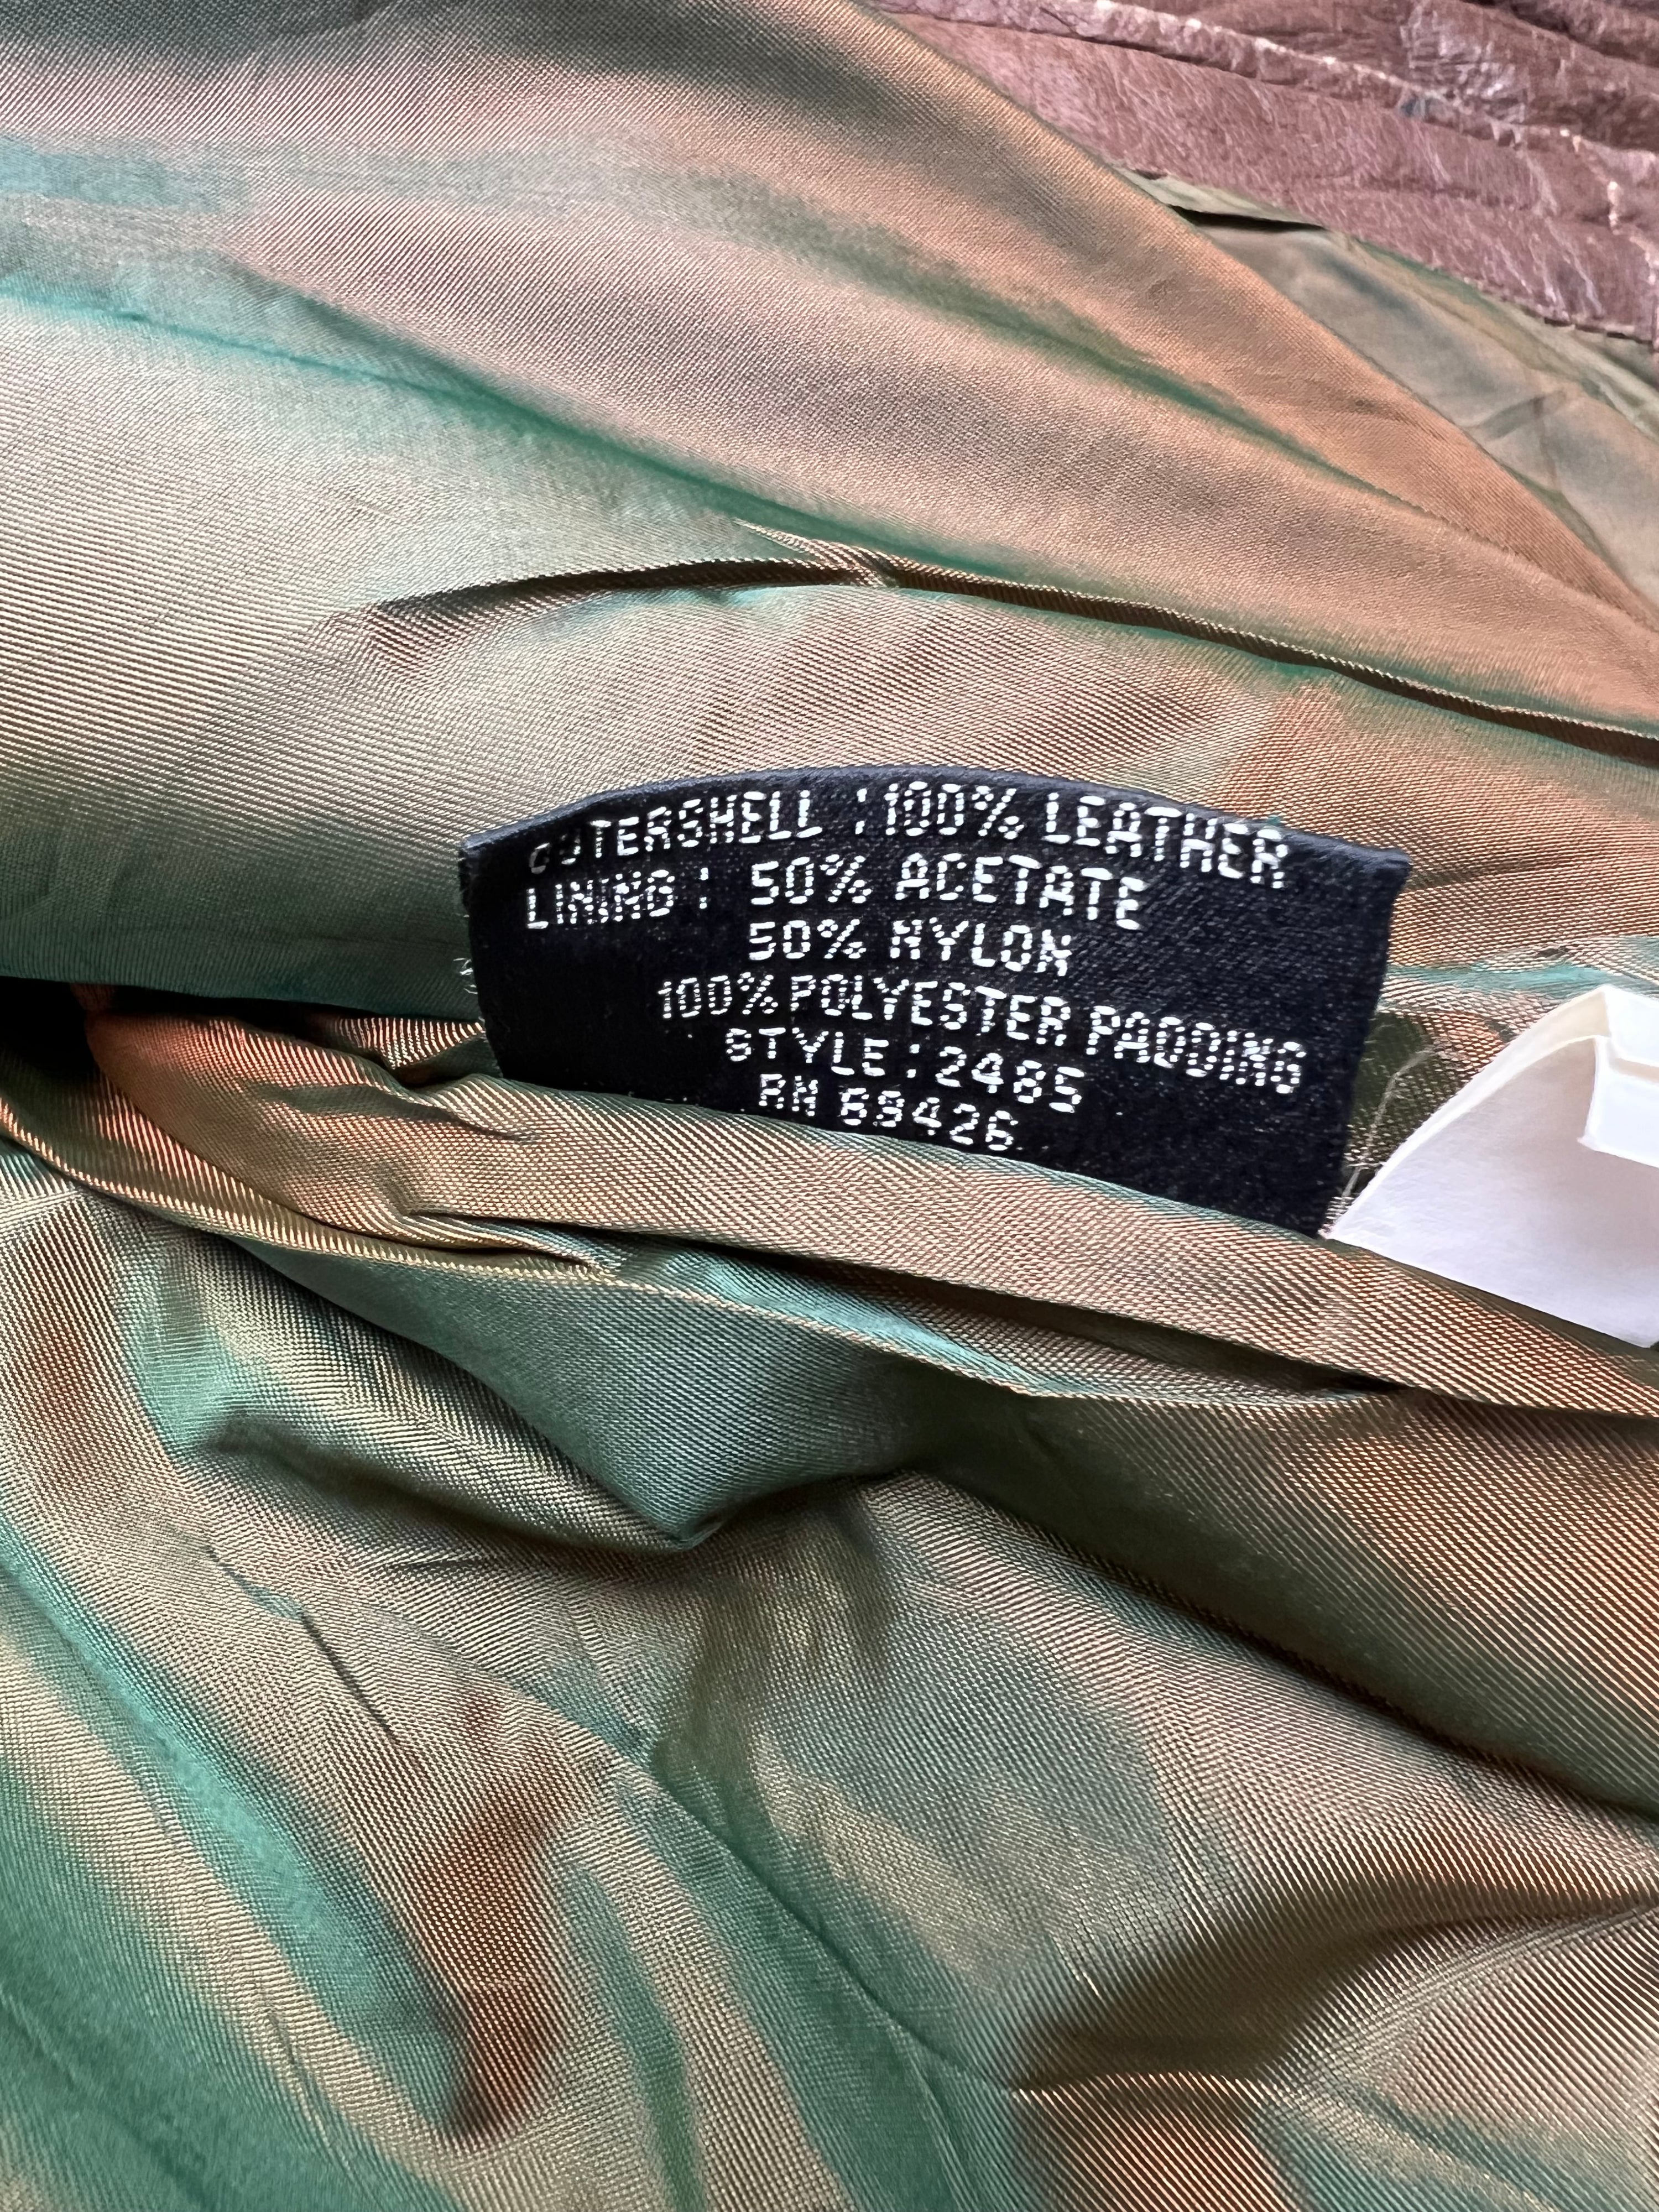 OUTERSHELL :100% LEATHER
LINING: 50% ACETATE
50% NYLON
100% POLYESTER PADDING
STYLE:2485
RN 69426